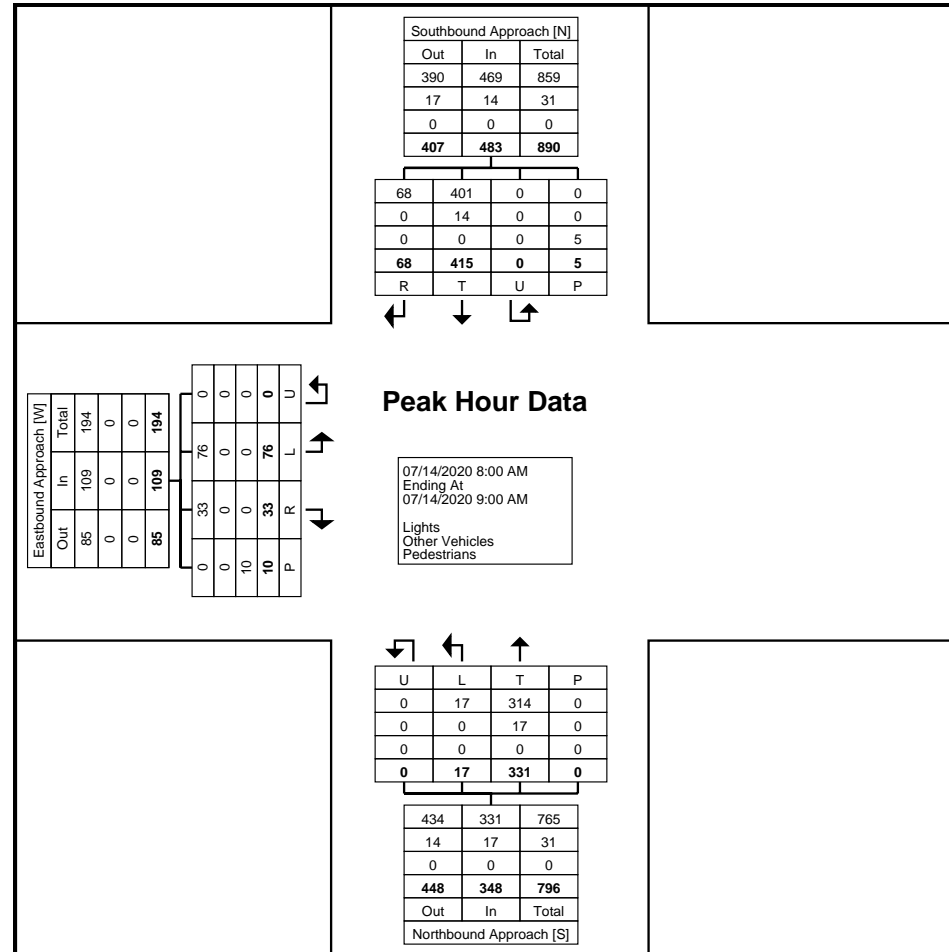 Southbound Approach [N]
Out In Total
390 469 859
17 14 31
0 0 0
407 483 890
68 401 0 0
0 14 0 0
0 0 0 5
68 415 0 5
R T U P
Eastbound Approach [W]
Out In Total
85 109 194
0 0 0
0 0 0
85 109 194
0 33 76 0
0 0 0 0
10 0 0 0
10 33 76 0
P R L U
Peak Hour Data
07/14/2020 8:00 AM
Ending At
07/14/2020 9:00 AM
Lights
Other Vehicles
Pedestrians
U L T P
0 17 314 0
0 0 17 0
0 0 0 0
0 17 331 0
434 331 765
14 17 31
0 0 0
448 348 796
Out In Total
Northbound Approach [S]